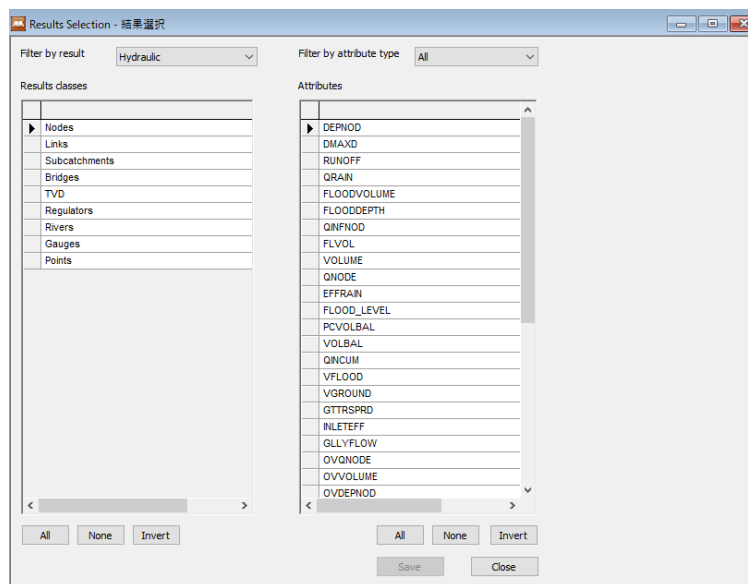 Results Selection - 結果選択
Filter by result
Hydraulic
Filter by attribute type
All
Results classes
Nodes
Links
Subcatchments
Bridges
TVD
Regulators
Rivers
Gauges
Points
All
None
Invert
Attributes
DEPNOD
DMAXD
RUNOFF
QRAIN
FLOODVOLUME
FLOODDEPTH
QINFNOD
FLVOL
VOLUME
QNODE
EFFRAIN
FLOOD_LEVEL
PCVOLBAL
VOLBAL
QINCUM
VFLOOD
VGROUND
GTTRSPRD
INLETEFF
GLLYFLOW
OVQNODE
OVVOLUME
OVDEPNOD
All
None
Invert
Save
Close